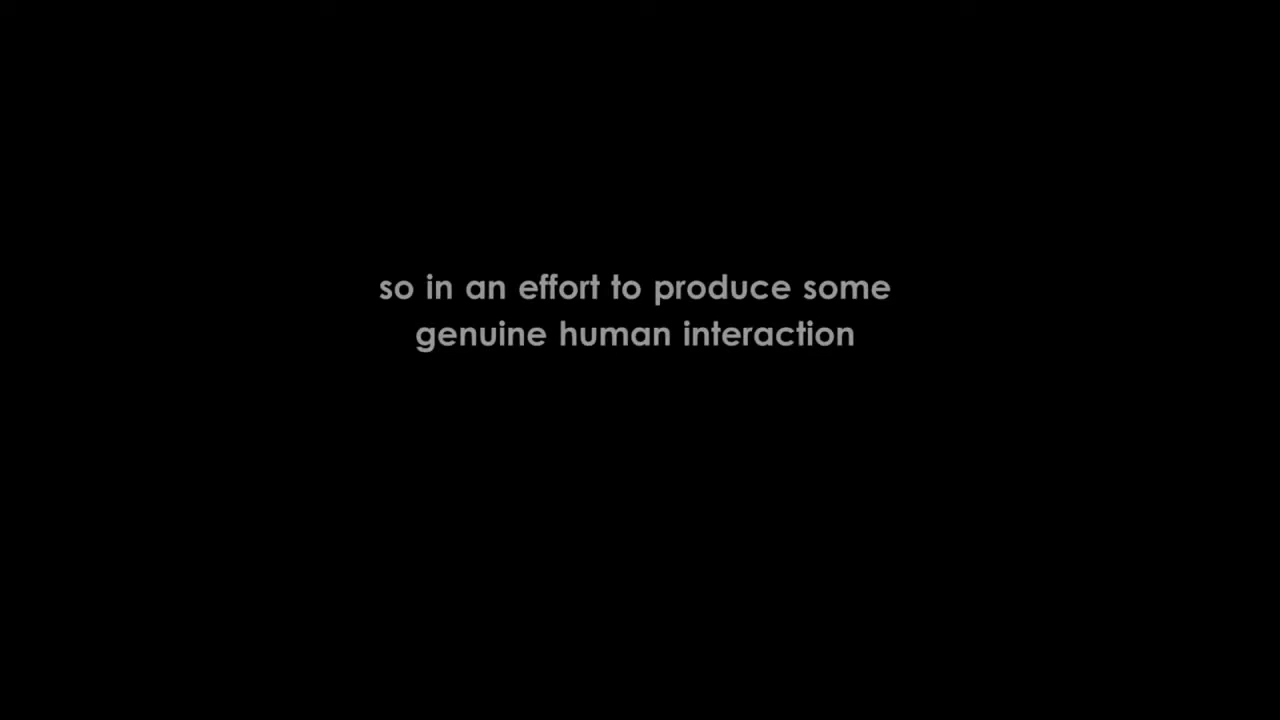 so in an effort to produce some
genuine human interaction